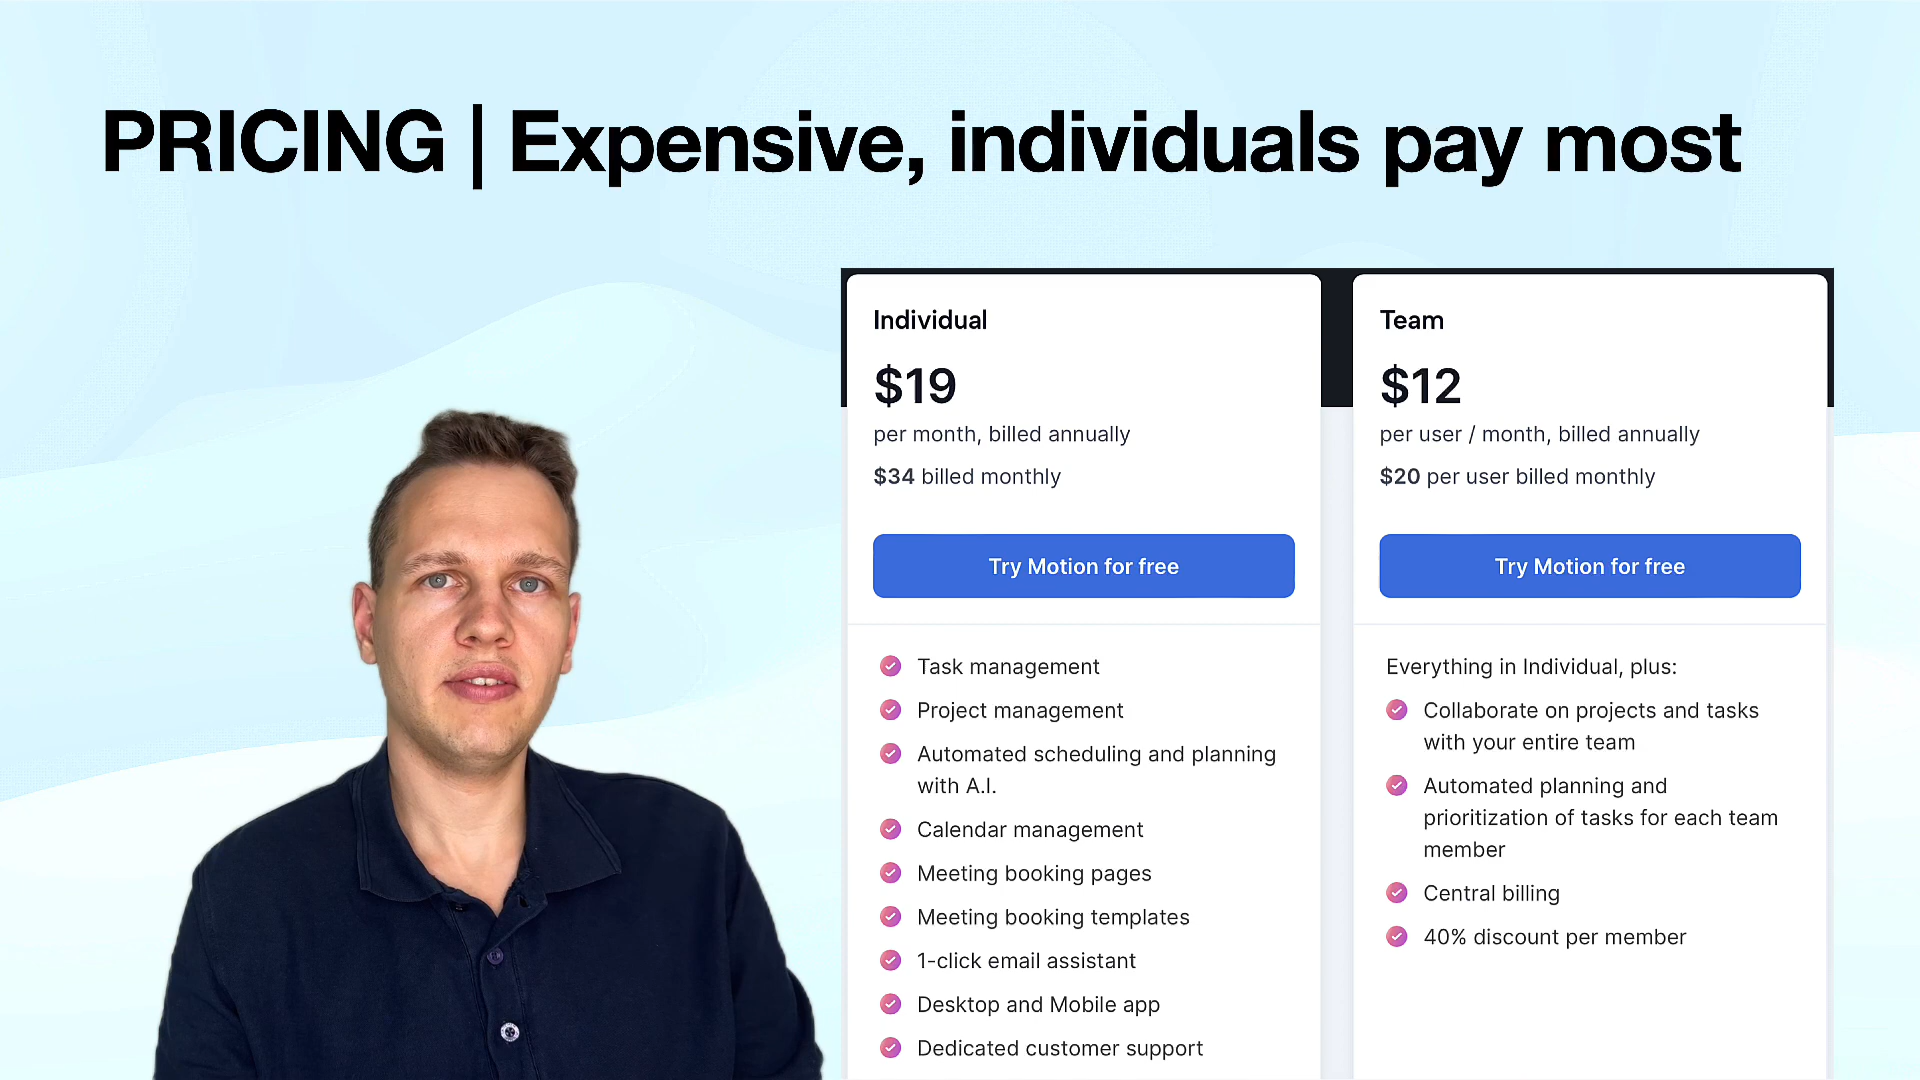 PRICING | Expensive, individuals pay most
Individual
$19
per month, billed annually
$34 billed monthly
Try Motion for free
Task management
Project management
Automated scheduling and planning
with A.I.
Calendar management
Meeting booking pages
Meeting booking templates
1-click email assistant
Desktop and Mobile app
Dedicated customer support
Team
$12
per user / month, billed annually
$20 per user billed monthly
Try Motion for free
Everything in Individual, plus:
Collaborate on projects and tasks
with your entire team
Automated planning and
prioritization of tasks for each team
member
Central billing
40% discount per member